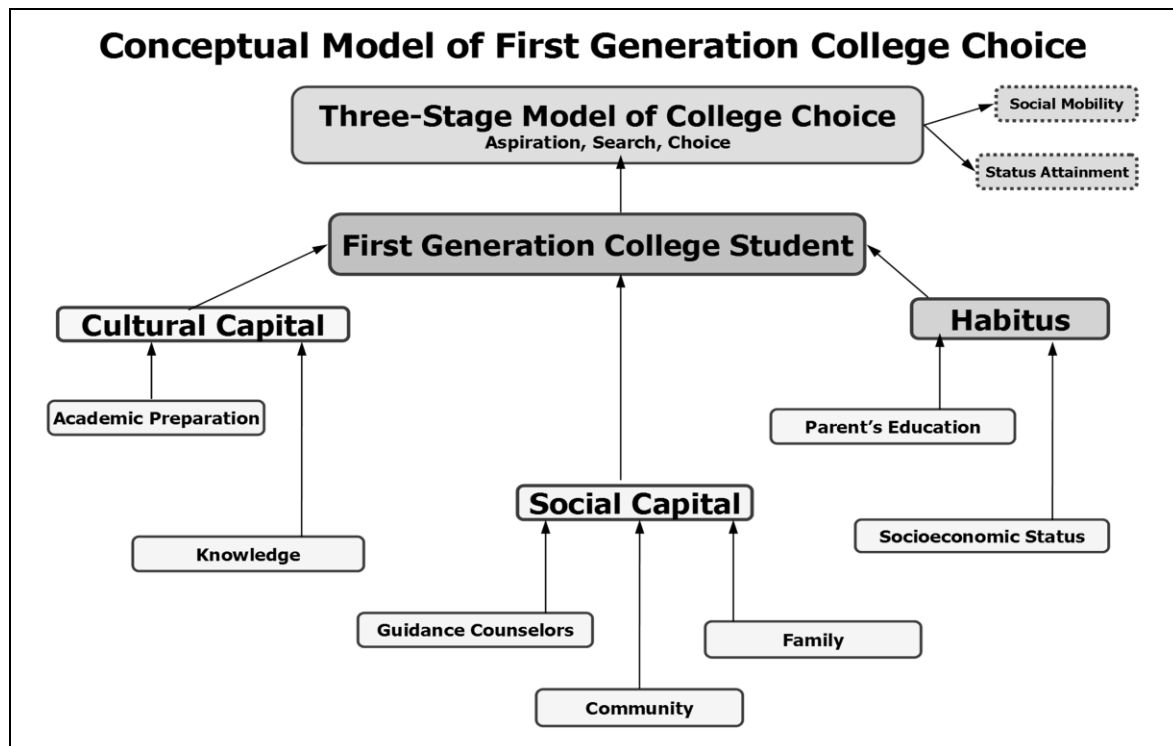 Conceptual Model of First Generation College Choice
Three-Stage Model of College Choice
Aspiration, Search, Choice
Social Mobility
Status Attainment
First Generation College Student
Cultural Capital
Habitus
Academic Preparation
Parent’s Education
Social Capital
Knowledge
Socioeconomic Status
Guidance Counselors
Family
Community